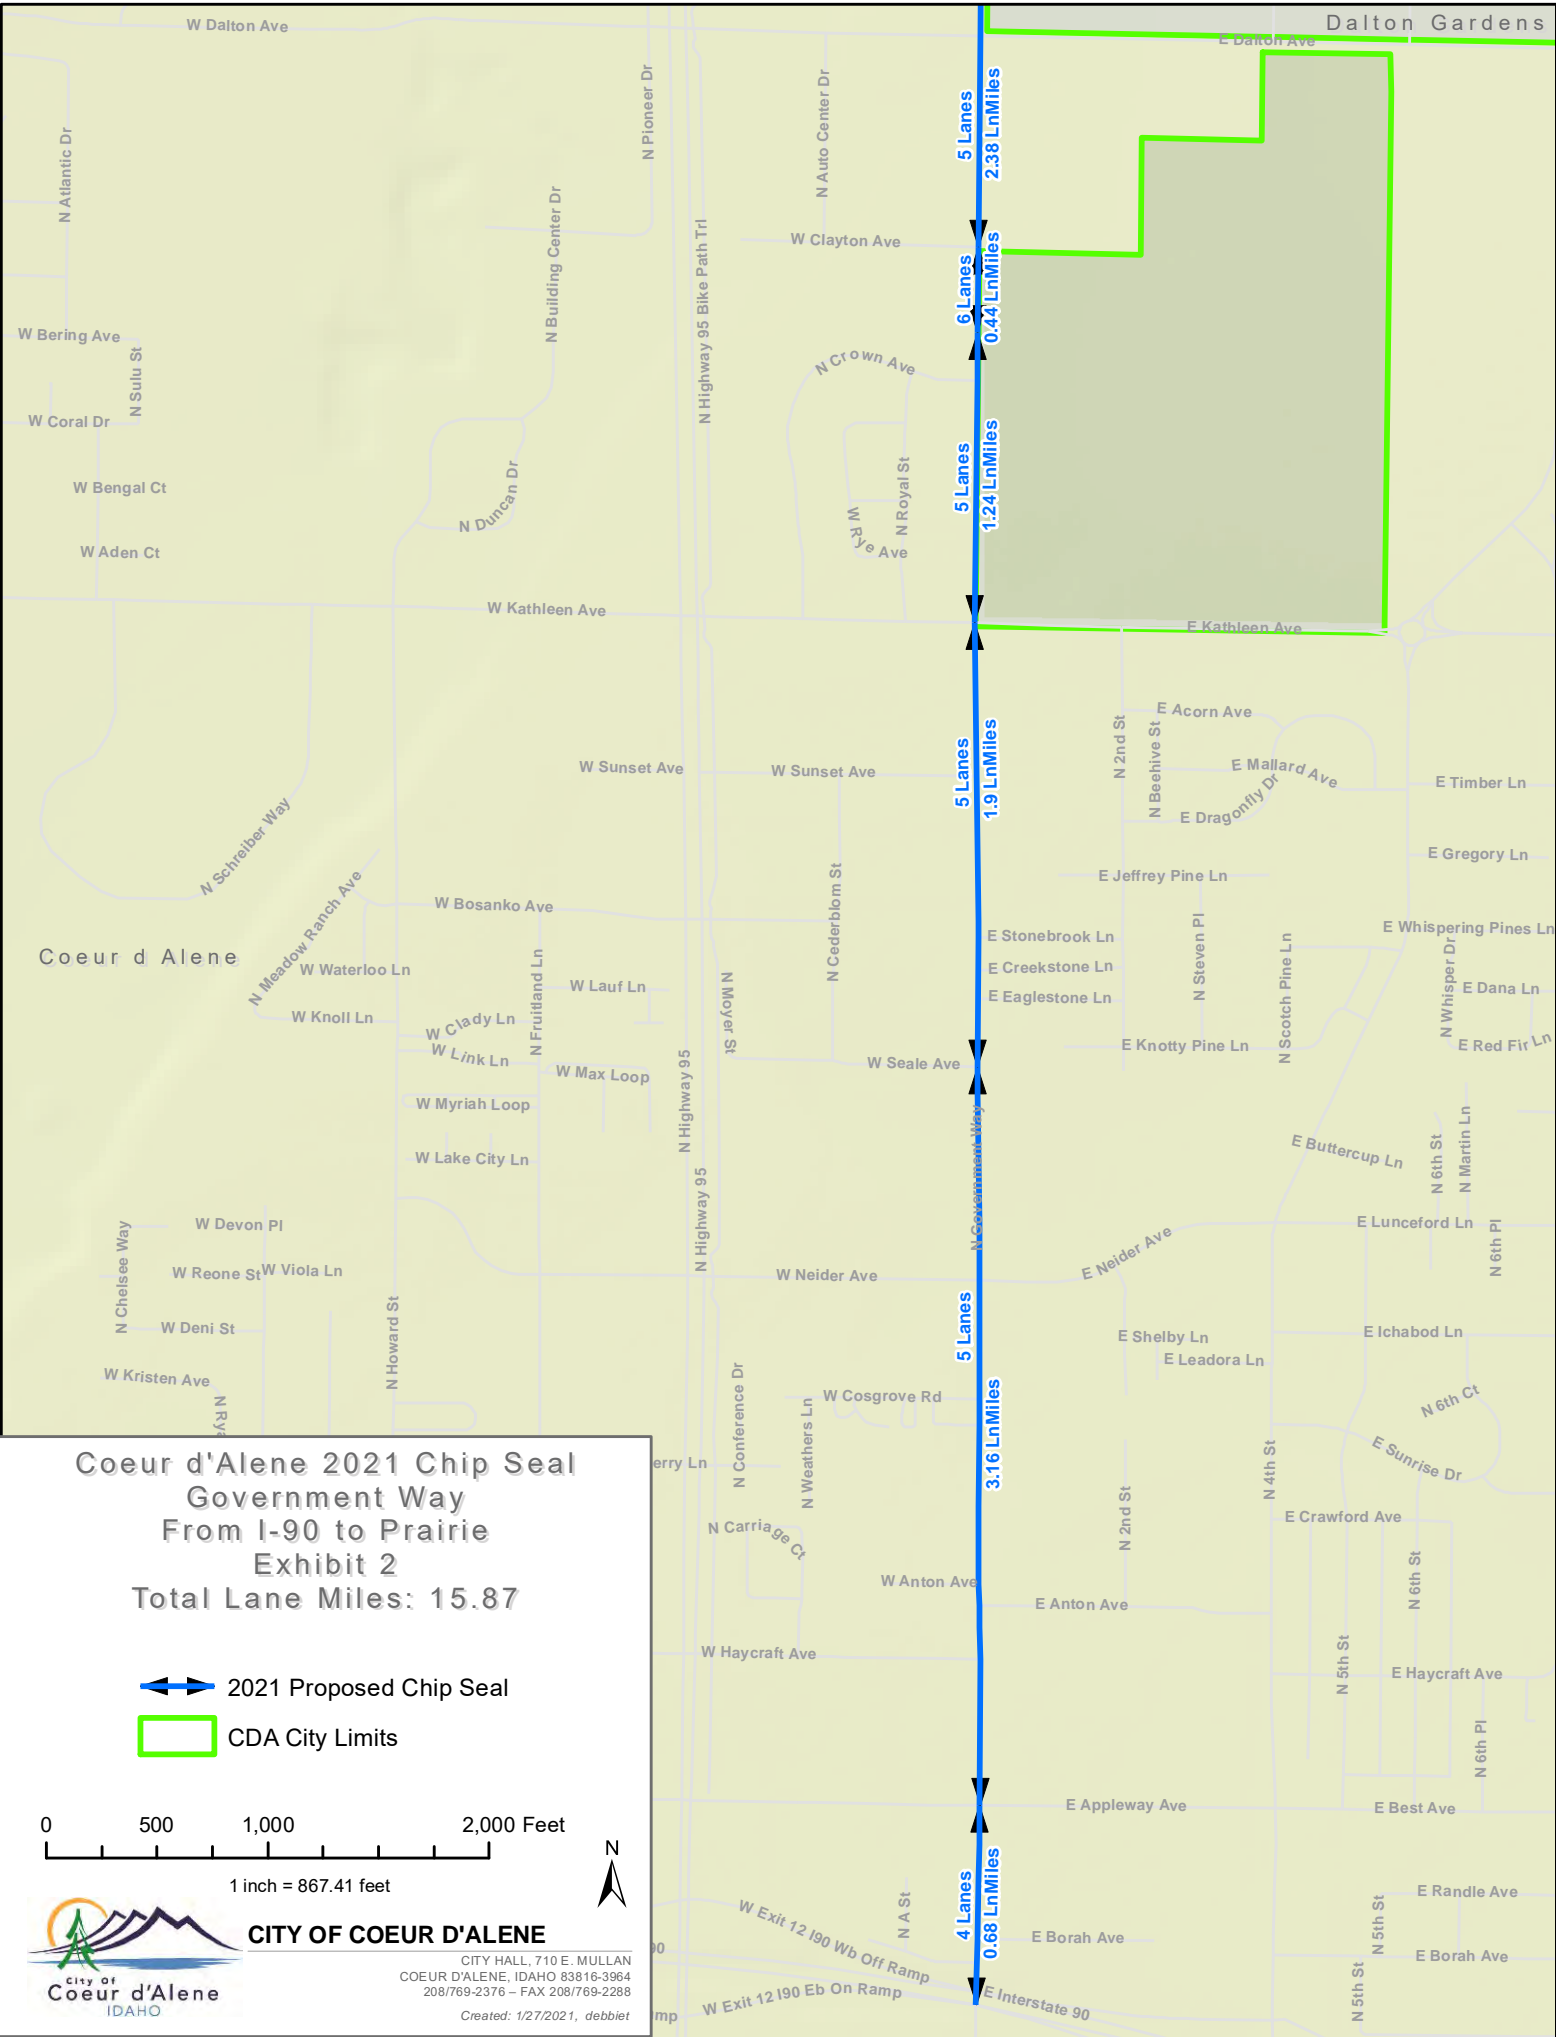 Dalton Gardens
W Dalton Ave
E Dalton Ave
N Atlantic Dr
N Pioneer Dr
N Auto Center Dr
5 Lanes
2.38 LnMiles
N Building Center Dr
N Highway 95 Bike Path Trl
W Clayton Ave
6 Lanes
0.44 LnMiles
W Bering Ave
N Sulu St
N Crown Ave
W Coral Dr
W Bengal Ct
N Duncan Dr
N Royal St
5 Lanes
1.24 LnMiles
W Rye Ave
W Aden Ct
W Kathleen Ave
E Kathleen Ave
E Acorn Ave
N 2nd St
N Beehive St
W Sunset Ave
W Sunset Ave
5 Lanes
1.9 LnMiles
E Mallard Ave
E Timber Ln
E Dragonfly Dr
N Schreiber Way
E Gregory Ln
E Jeffrey Pine Ln
N Meadow Ranch Ave
W Bosanko Ave
N Cederblom St
E Stonebrook Ln
N Steven Pl
E Whispering Pines Ln
Coeur d Alene
W Waterloo Ln
N Fruitland Ln
W Lauf Ln
N Moyer St
E Creekstone Ln
E Eaglestone Ln
N Scotch Pine Ln
N Whisper Dr
E Dana Ln
W Knoll Ln
W Clady Ln
W Link Ln
E Knotty Pine Ln
E Red Fir Ln
W Max Loop
W Seale Ave
N Highway 95
W Myriah Loop
N Government Way
W Lake City Ln
E Buttercup Ln
N 6th St
N Martin Ln
N Highway 95
W Devon Pl
E Lunceford Ln
N 6th Pl
N Chelsee Way
W Reone St
W Viola Ln
W Neider Ave
E Neider Ave
W Deni St
N Howard St
5 Lanes
3.16 LnMiles
E Shelby Ln
E Ichabod Ln
E Leadora Ln
W Kristen Ave
N Rya
N Conference Dr
W Cosgrove Rd
N Weathers Ln
N 6th Ct
E Sunrise Dr
erry Ln
N 4th St
N 2nd St
N Carriage Ct
E Crawford Ave
W Anton Ave
E Anton Ave
N 6th St
W Haycraft Ave
N 5th St
E Haycraft Ave
N 6th Pl
E Appleway Ave
E Best Ave
4 Lanes
0.68 LnMiles
N A St
E Randle Ave
W Exit 12 I90 Wb Off Ramp
E Borah Ave
N 5th St
E Borah Ave
90
W Exit 12 I90 Eb On Ramp
E Interstate 90
N 5th St
mp
Coeur d'Alene 2021 Chip Seal
Government Way
From I-90 to Prairie
Exhibit 2
Total Lane Miles: 15.87
2021 Proposed Chip Seal
CDA City Limits
0 500 1,000 2,000 Feet
N
1 inch = 867.41 feet
City Of
Coeur d'Alene
IDAHO
CITY OF COEUR D'ALENE
CITY HALL, 710 E. MULLAN
COEUR D'ALENE, IDAHO 83816-3964
208/769-2376 – FAX 208/769-2288
Created: 1/27/2021, debbiet